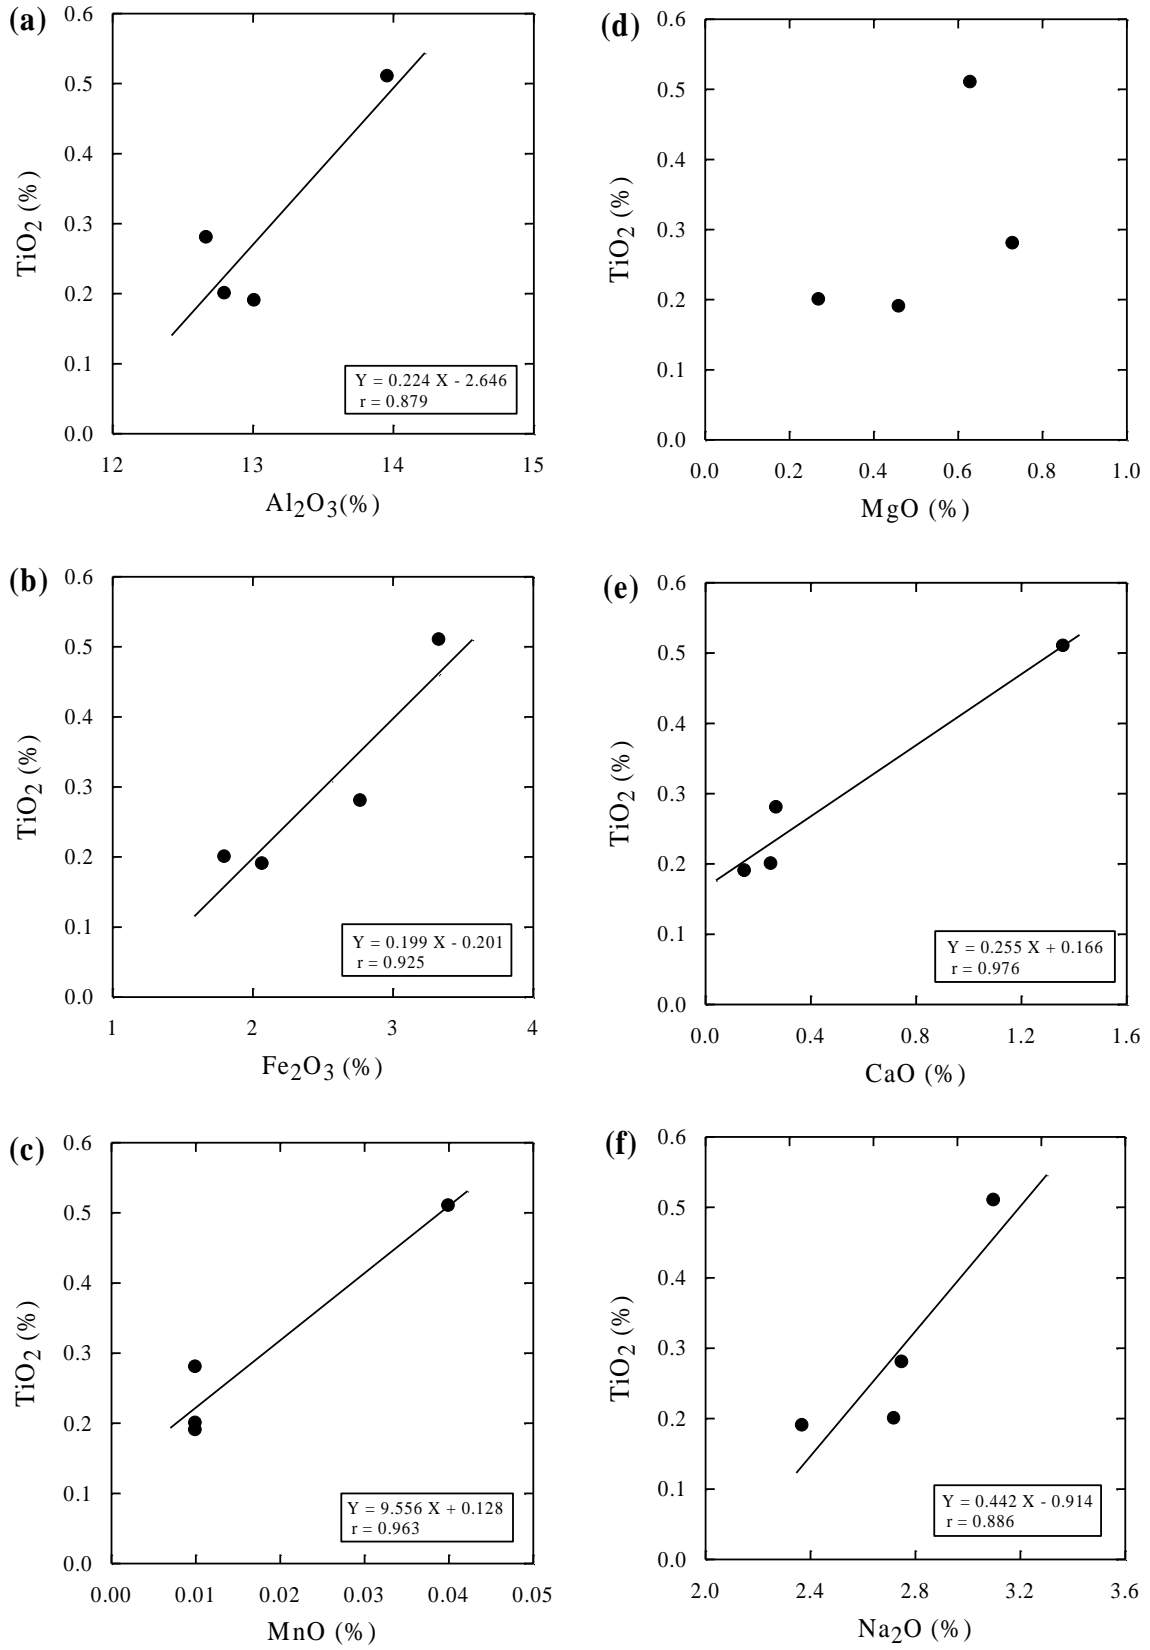 (a)
0.6
0.5
0.4
0.3
0.2
0.1
0.0
TiO2 (%)
Y = 0.224 X - 2.646
r = 0.879
12 13 14 15
Al2O3(%)
(d)
0.6
0.5
0.4
0.3
0.2
0.1
0.0
TiO2 (%)
0.0 0.2 0.4 0.6 0.8 1.0
MgO (%)
(b)
0.6
0.5
0.4
0.3
0.2
0.1
0.0
TiO2 (%)
Y = 0.199 X - 0.201
r = 0.925
1 2 3 4
Fe2O3 (%)
(e)
0.6
0.5
0.4
0.3
0.2
0.1
0.0
TiO2 (%)
Y = 0.255 X + 0.166
r = 0.976
0.0 0.4 0.8 1.2 1.6
CaO (%)
(c)
0.6
0.5
0.4
0.3
0.2
0.1
0.0
TiO2 (%)
Y = 9.556 X + 0.128
r = 0.963
0.00 0.01 0.02 0.03 0.04 0.05
MnO (%)
(f)
0.6
0.5
0.4
0.3
0.2
0.1
0.0
TiO2 (%)
Y = 0.442 X - 0.914
r = 0.886
2.0 2.4 2.8 3.2 3.6
Na2O (%)